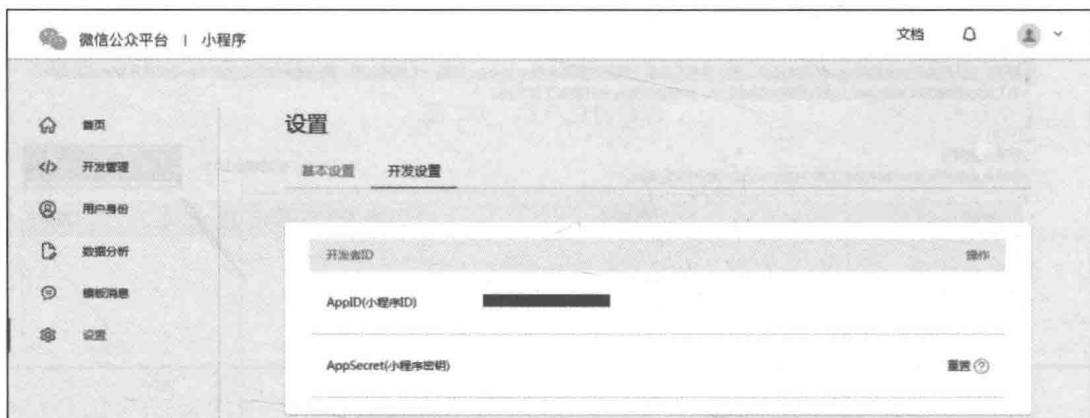 微信公众平台 | 小程序
文档
首页
开发管理
用户身份
数据分析
模板消息
设置
设置
基本设置 开发设置
开发者ID 操作
AppID(小程序ID)
AppSecret(小程序密钥) 重置